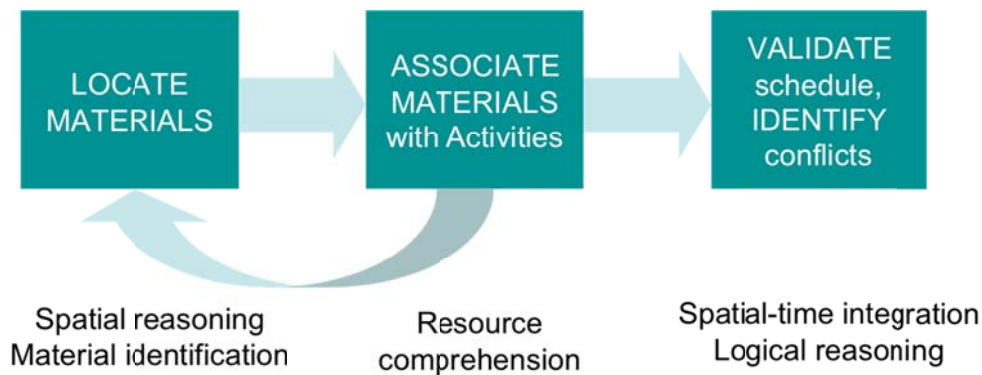 LOCATE
MATERIALS
ASSOCIATE
MATERIALS
with Activities
VALIDATE
schedule,
IDENTIFY
conflicts
Spatial reasoning
Material identification
Resource
comprehension
Spatial-time integration
Logical reasoning